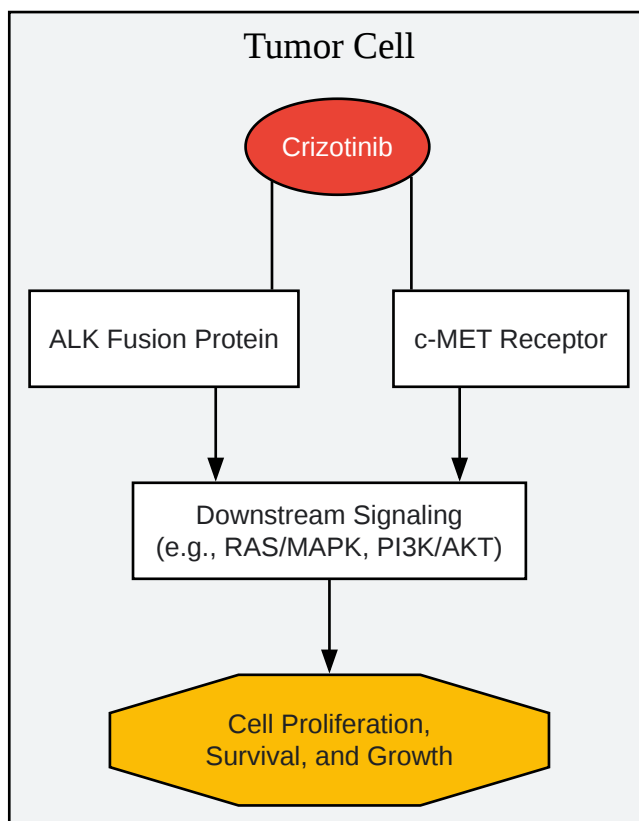 Tumor Cell
Crizotinib
ALK Fusion Protein
c-MET Receptor
Downstream Signaling
(e.g., RAS/MAPK, PI3K/AKT)
Cell Proliferation,
Survival, and Growth